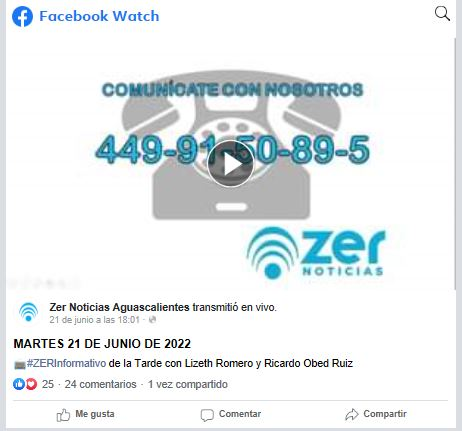 Facebook Watch
COMUNÍCATE CON NOSOTROS
449-91-50-89-5
zer
NOTICIAS
Zer Noticias Aguascalientes transmitió en vivo.
21 de junio a las 18:01 ·
MARTES 21 DE JUNIO DE 2022
#ZERInformativo de la Tarde con Lizeth Romero y Ricardo Obed Ruiz
25 · 24 comentarios · 1 vez compartido
Me gusta Comentar Compartir